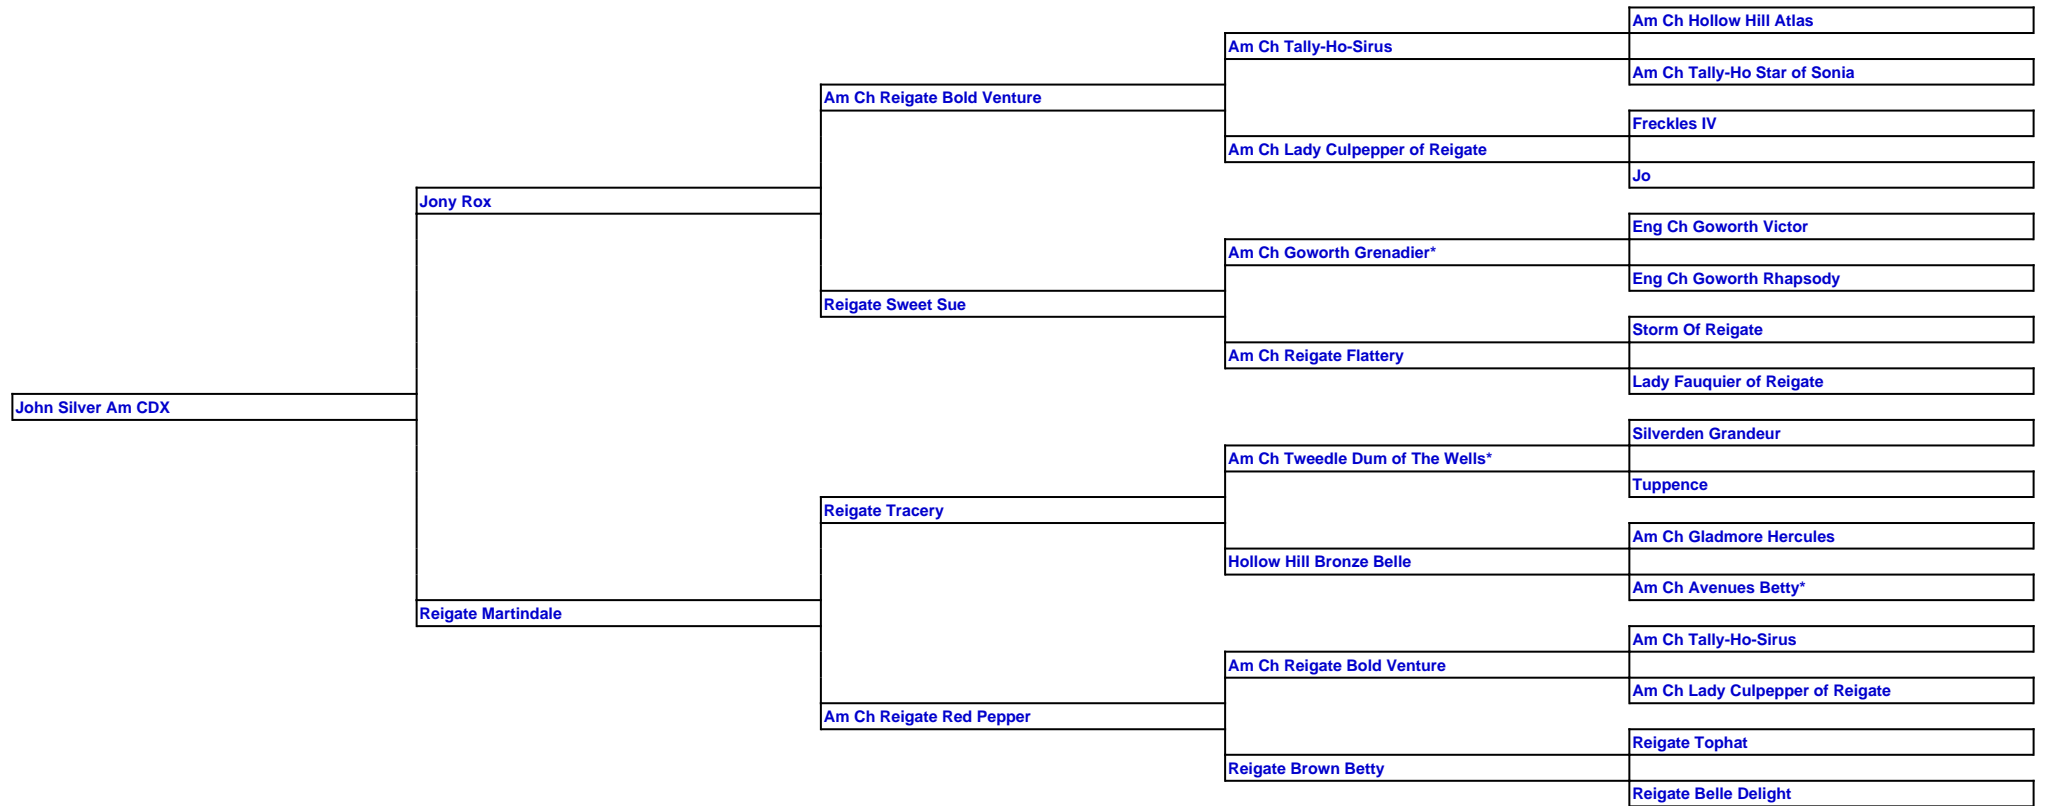 Am Ch Hollow Hill Atlas
Am Ch Tally-Ho-Sirus
Am Ch Tally-Ho Star of Sonia
Am Ch Reigate Bold Venture
Freckles IV
Am Ch Lady Culpepper of Reigate
Jo
Jony Rox
Eng Ch Goworth Victor
Am Ch Goworth Grenadier*
Eng Ch Goworth Rhapsody
Reigate Sweet Sue
Storm Of Reigate
Am Ch Reigate Flattery
Lady Fauquier of Reigate
John Silver Am CDX
Silverden Grandeur
Am Ch Tweedle Dum of The Wells*
Tuppence
Reigate Tracery
Am Ch Gladmore Hercules
Hollow Hill Bronze Belle
Am Ch Avenues Betty*
Reigate Martindale
Am Ch Tally-Ho-Sirus
Am Ch Reigate Bold Venture
Am Ch Lady Culpepper of Reigate
Am Ch Reigate Red Pepper
Reigate Tophat
Reigate Brown Betty
Reigate Belle Delight